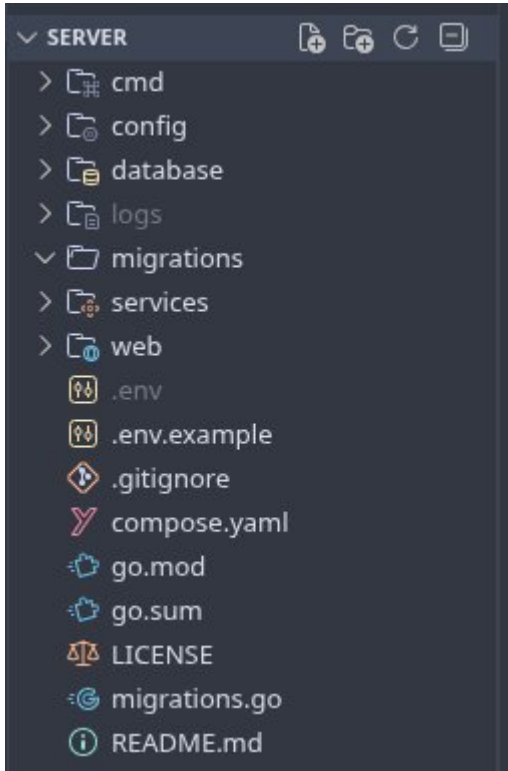 SERVER
cmd
config
database
logs
migrations
services
web
.env
.env.example
.gitignore
compose.yaml
go.mod
go.sum
LICENSE
migrations.go
README.md